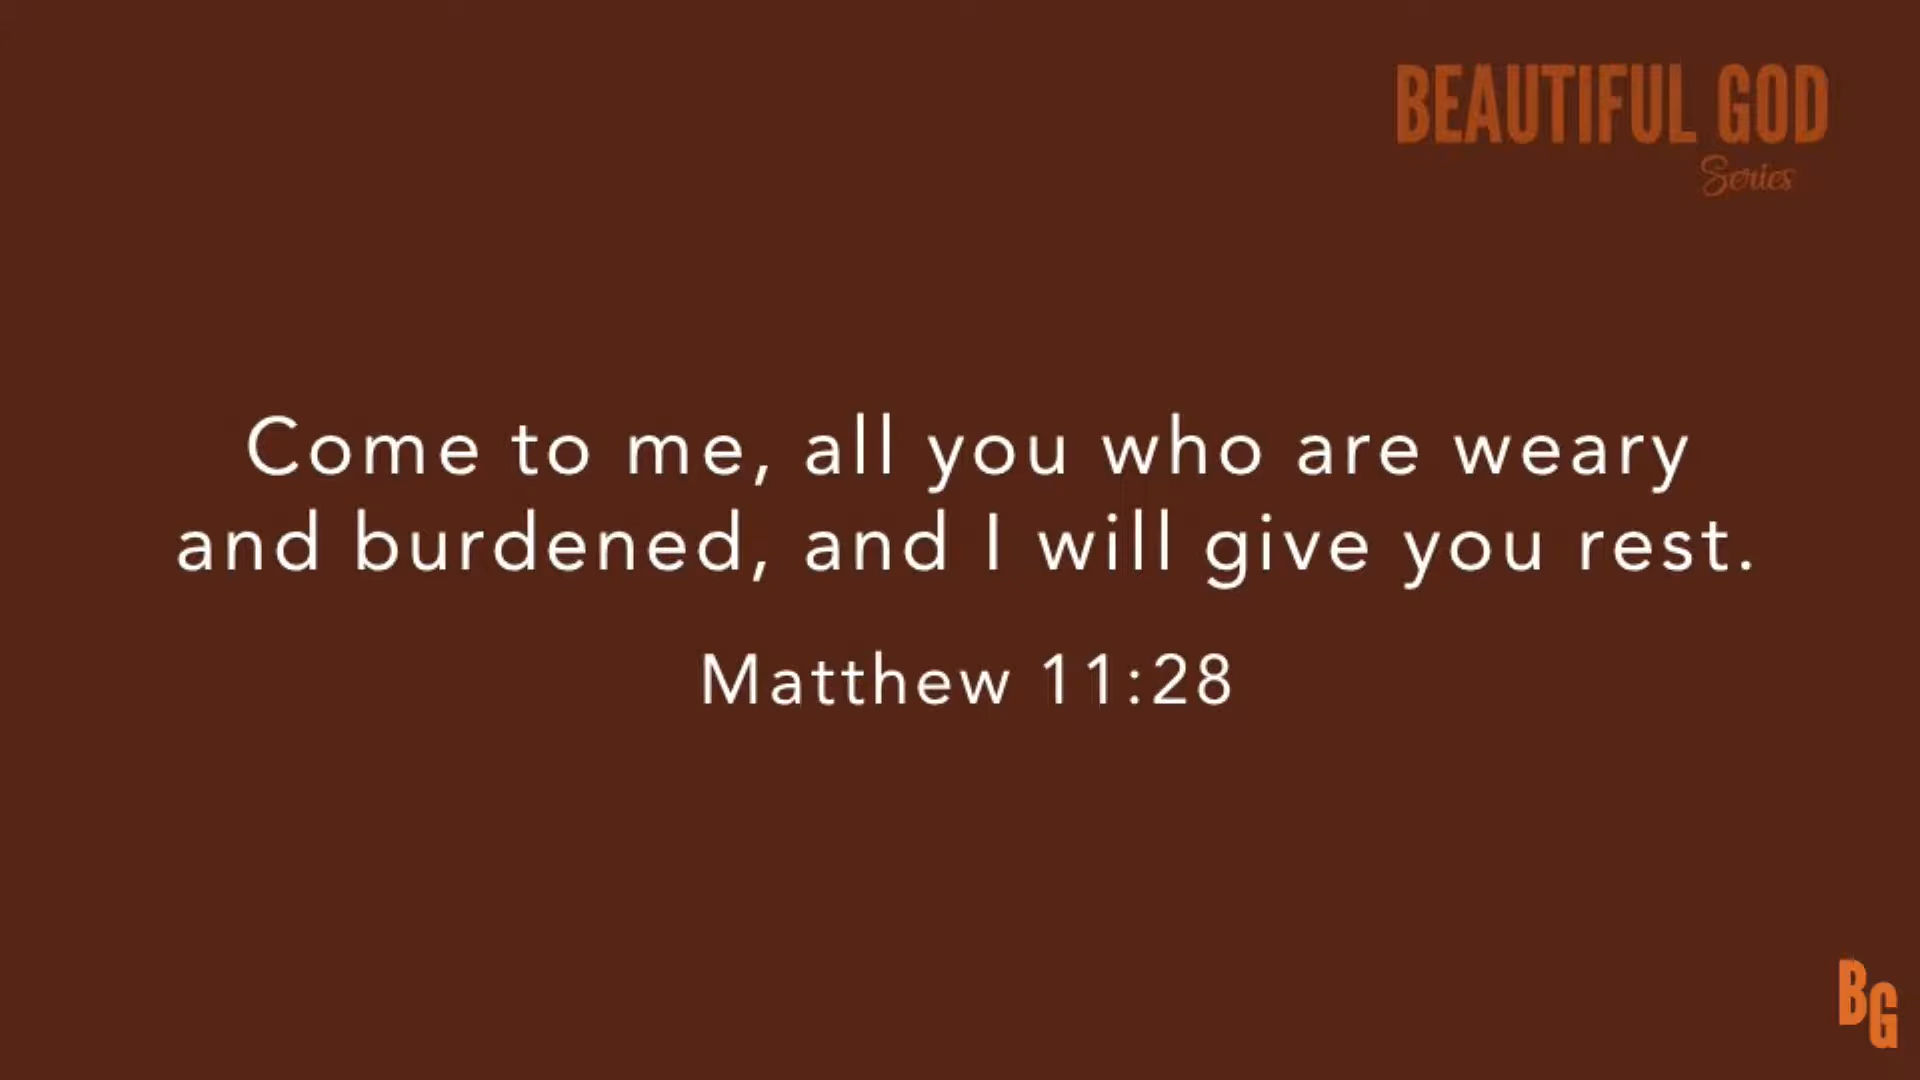 BEAUTIFUL GOD
Series
Come to me, all you who are weary
and burdened, and I will give you rest.
Matthew 11:28
BG